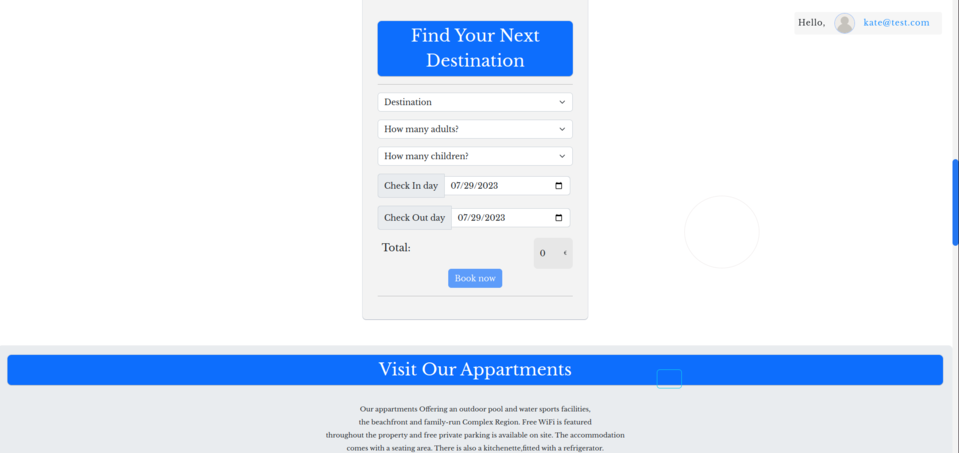 Hello, kate@test.com
Find Your Next
Destination
Destination
How many adults?
How many children?
Check In day 07/29/2023
Check Out day 07/29/2023
Total:
0
Book now
Visit Our Appartments
Our appartments Offering an outdoor pool and water sports facilities,
the beachfront and family-run Complex Region. Free WiFi is featured
throughout the property and free private parking is available on site. The accommodation
comes with a seating area. There is also a kitchenette,fitted with a refrigerator.